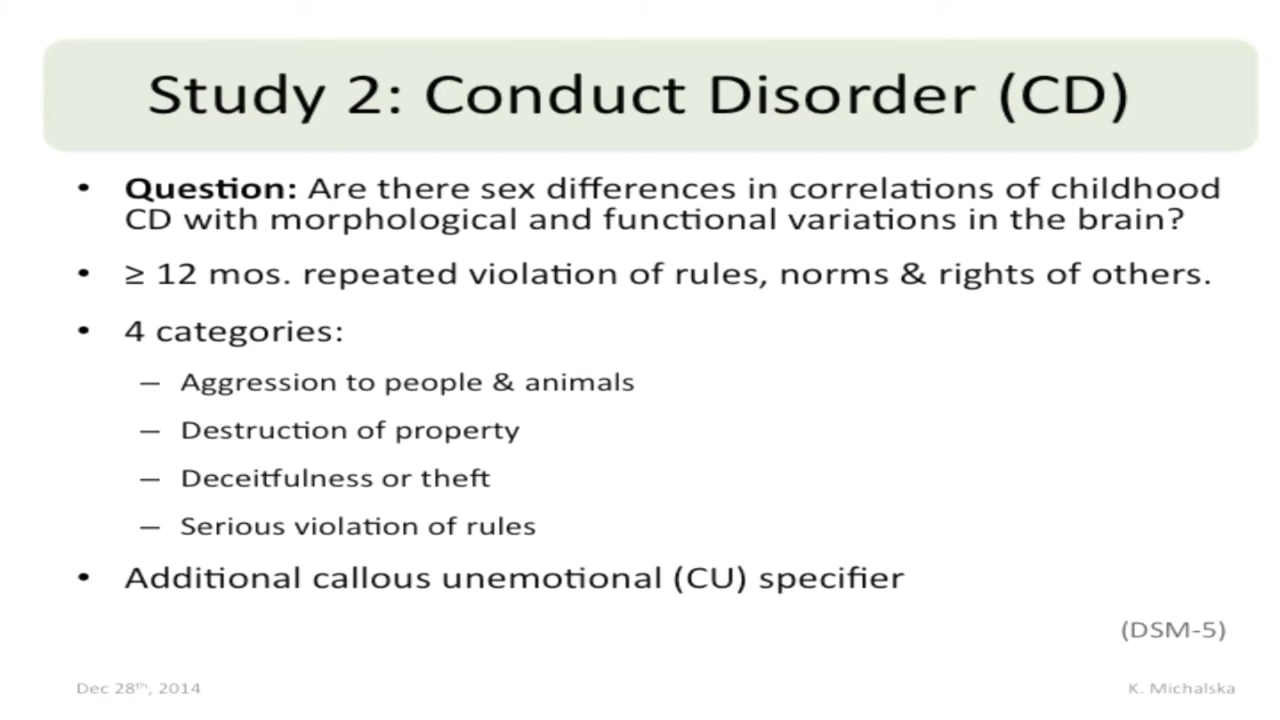 Study 2: Conduct Disorder (CD)
• Question: Are there sex differences in correlations of childhood
CD with morphological and functional variations in the brain?
• ≥ 12 mos. repeated violation of rules, norms & rights of others.
• 4 categories:
– Aggression to people & animals
– Destruction of property
– Deceitfulness or theft
– Serious violation of rules
• Additional callous unemotional (CU) specifier
(DSM-5)
Dec 28th, 2014
K. Michalska